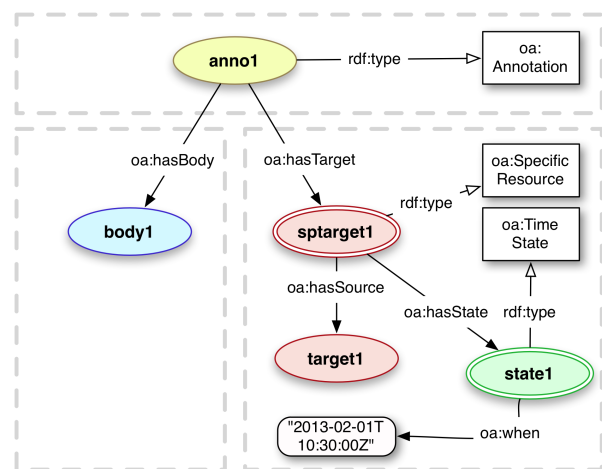 anno1
rdf:type
oa:
Annotation
oa:hasBody
oa:hasTarget
oa:Specific
Resource
rdf:type
body1
sptarget1
oa:Time
State
oa:hasSource
oa:hasState
rdf:type
target1
state1
"2013-02-01T
10:30:00Z"
oa:when